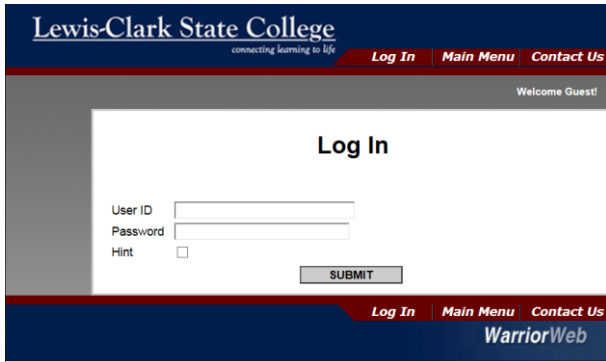 Lewis-Clark State College
connecting learning to life
Log In Main Menu Contact Us
Welcome Guest!
Log In
User ID
Password
Hint
SUBMIT
Log In Main Menu Contact Us
WarriorWeb